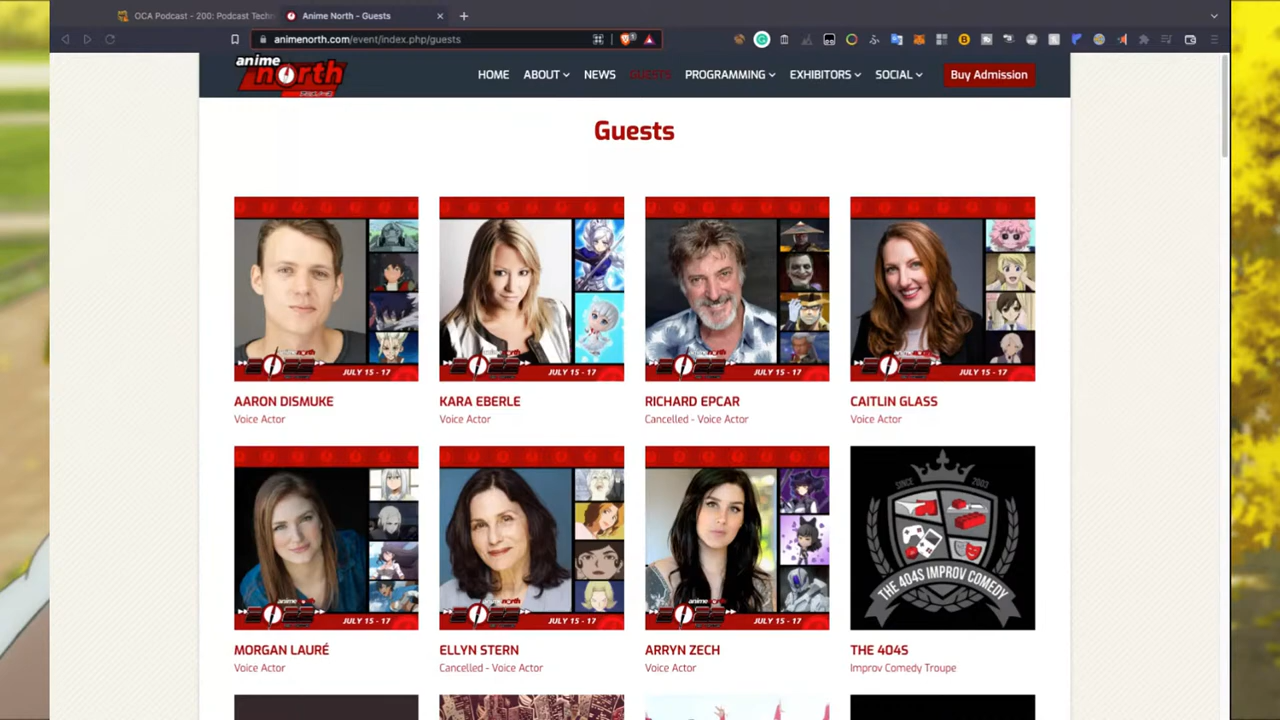 OCA Podcast - 200: Podcast Techn
Anime North - Guests
animenorth.com/event/index.php/guests
anime north
HOME ABOUT NEWS GUESTS PROGRAMMING EXHIBITORS SOCIAL Buy Admission
Guests
JULY 15 - 17
JULY 15 - 17
JULY 15 - 17
JULY 15 - 17
AARON DISMUKE
Voice Actor
KARA EBERLE
Voice Actor
RICHARD EPCAR
Cancelled - Voice Actor
CAITLIN GLASS
Voice Actor
JULY 15 - 17
JULY 15 - 17
JULY 15 - 17
SINCE 2003
THE 404S IMPROV COMEDY
MORGAN LAURÉ
Voice Actor
ELLYN STERN
Cancelled - Voice Actor
ARRYN ZECH
Voice Actor
THE 404S
Improv Comedy Troupe